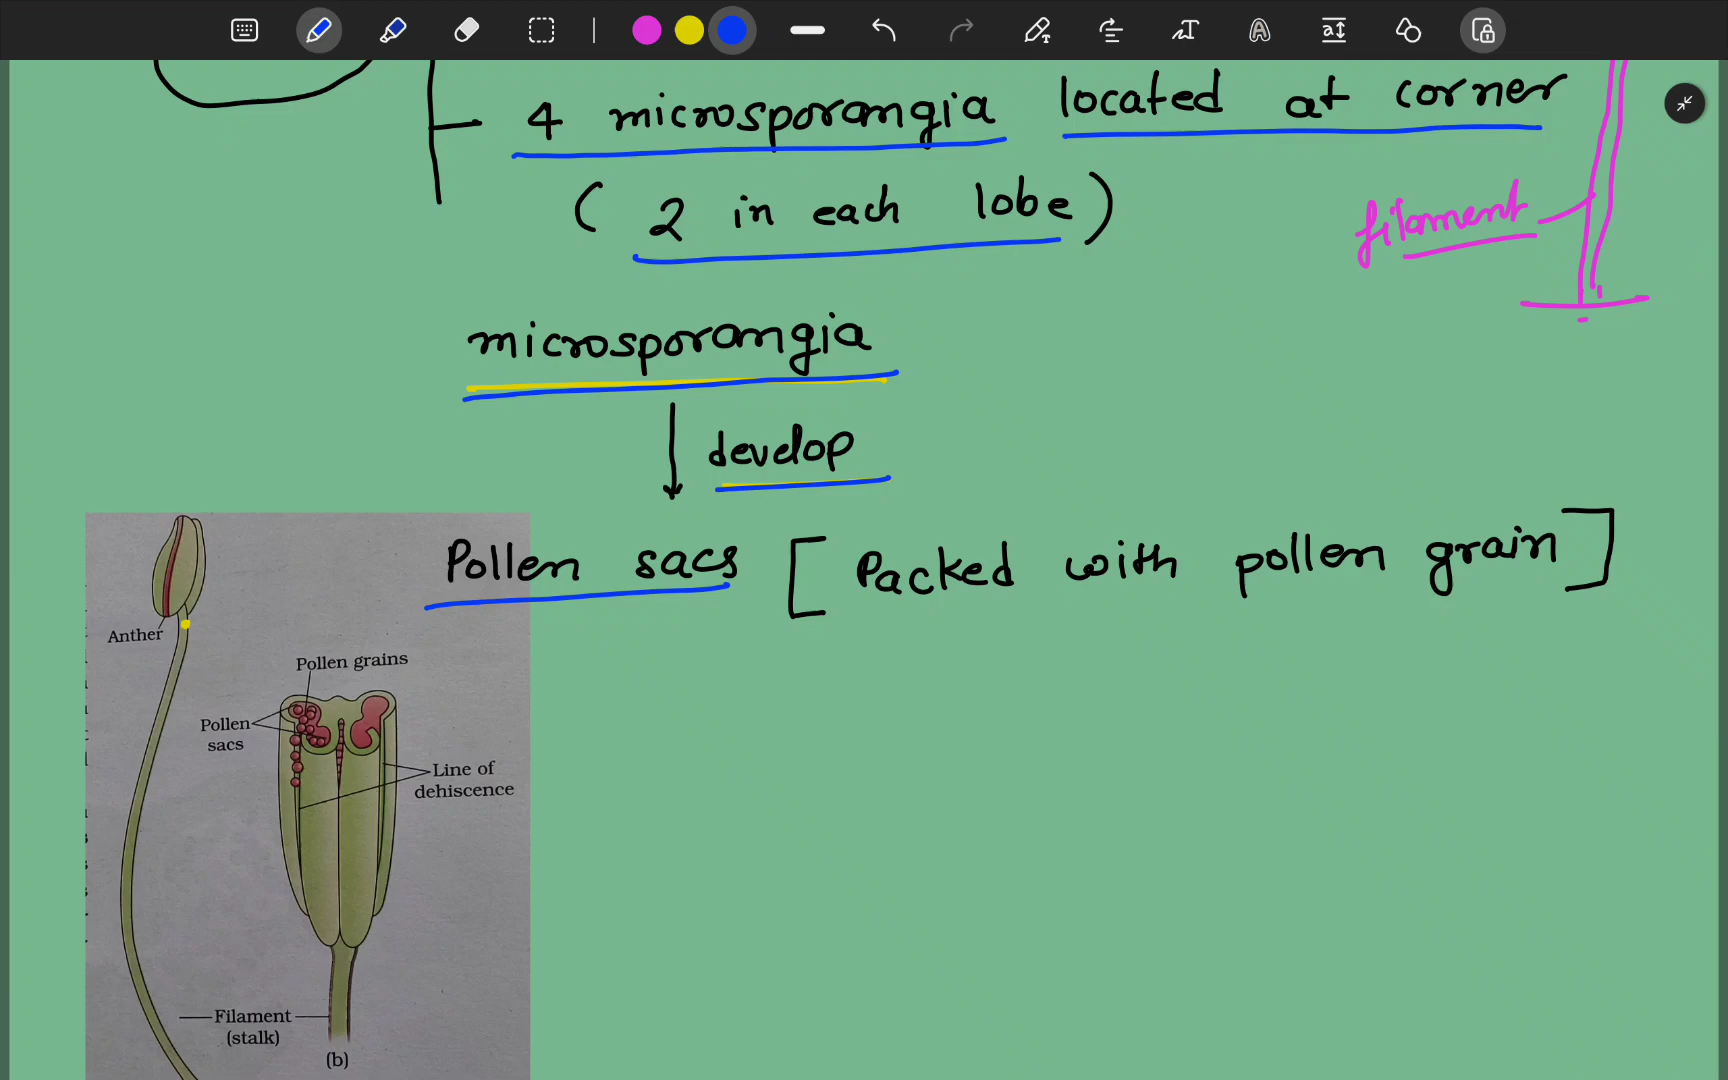 4 microsporangia located at corner
( 2 in each lobe )
filament
microsporangia
develop
Pollen sacs [ Packed with pollen grain ]
Anther
Pollen grains
Pollen
sacs
Line of
dehiscence
Filament
(stalk)
(b)